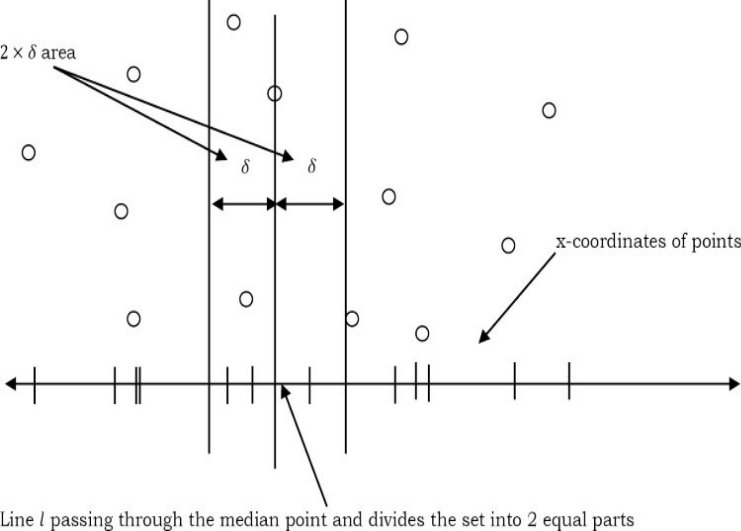 2 × δ area
δ
δ
x-coordinates of points
Line l passing through the median point and divides the set into 2 equal parts